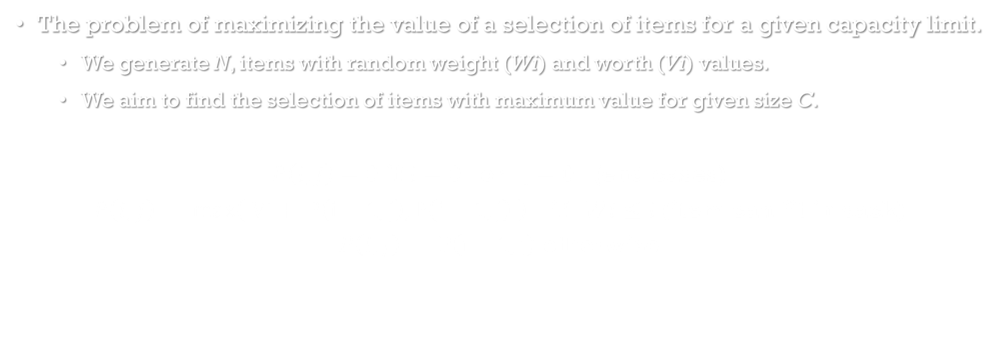 • The problem of maximizing the value of a selection of items for a given capacity limit.
• We generate N, items with random weight (Wi) and worth (Vi) values.
• We aim to find the selection of items with maximum value for given size C.